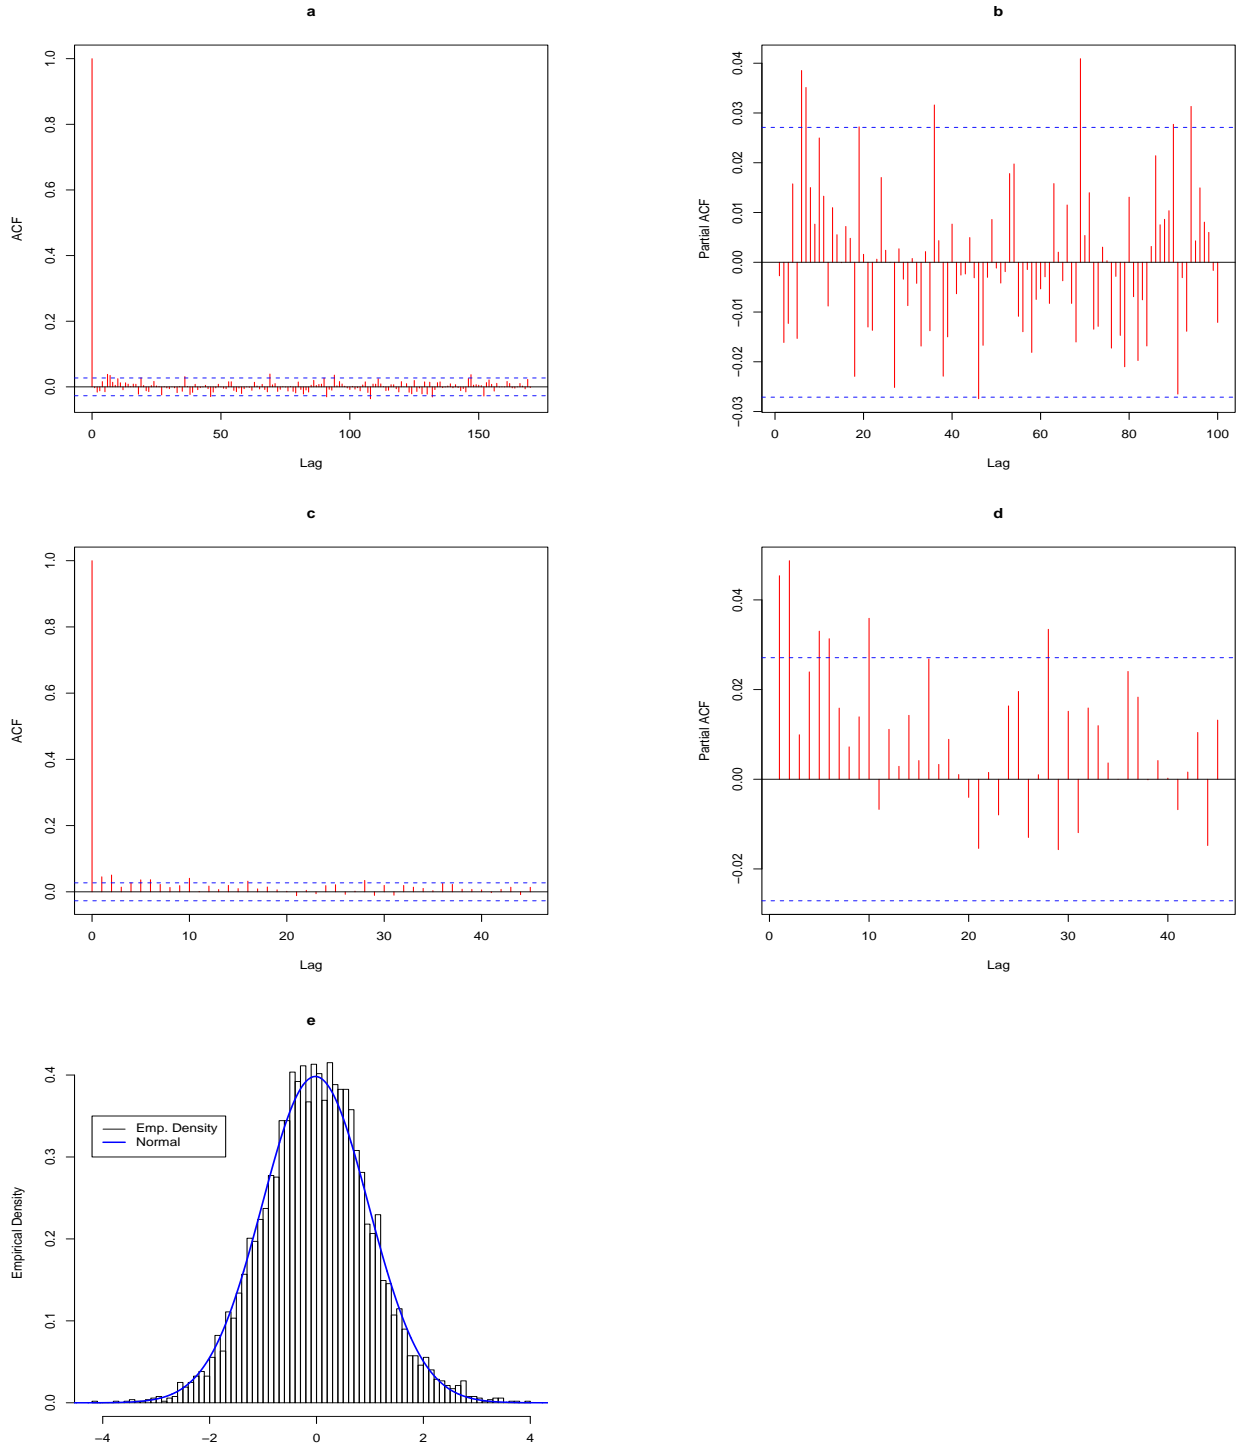 a
ACF
0.0 0.2 0.4 0.6 0.8 1.0
0 50 100 150
Lag
b
Partial ACF
−0.03 −0.02 −0.01 0.00 0.01 0.02 0.03 0.04
0 20 40 60 80 100
Lag
c
ACF
0.0 0.2 0.4 0.6 0.8 1.0
0 10 20 30 40
Lag
d
Partial ACF
−0.02 0.00 0.02 0.04
0 10 20 30 40
Lag
e
Empirical Density
0.0 0.1 0.2 0.3 0.4
Emp. Density
Normal
−4 −2 0 2 4